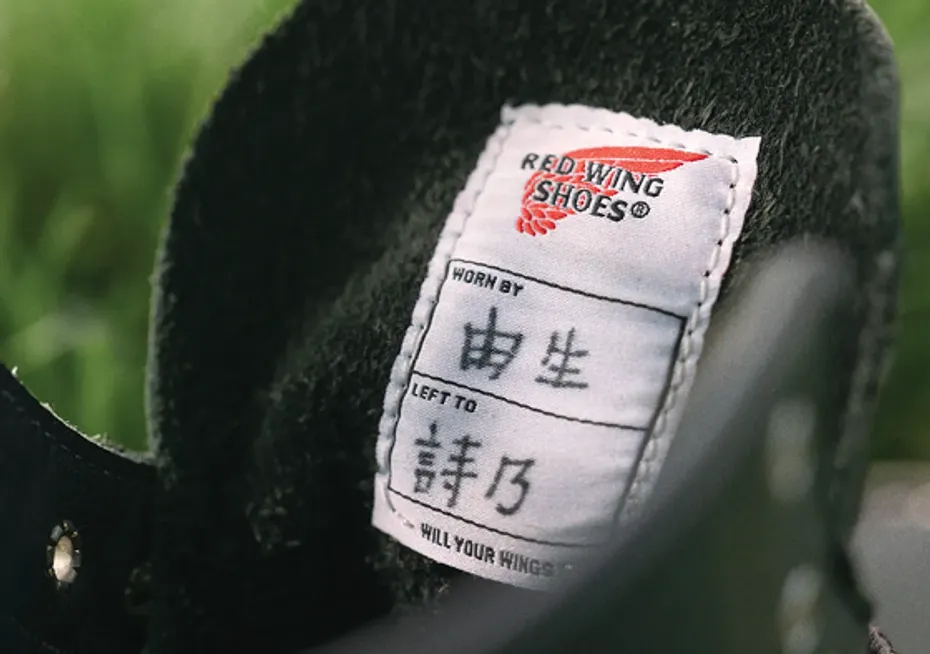 RED WING
SHOES®
WORN BY
由生
LEFT TO
詩乃
WILL YOUR WINGS